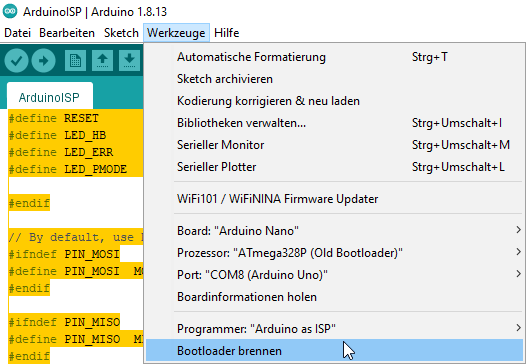 ArduinoISP | Arduino 1.8.13
Datei Bearbeiten Sketch Werkzeuge Hilfe
Automatische Formatierung Strg+T
Sketch archivieren
Kodierung korrigieren & neu laden
Bibliotheken verwalten... Strg+Umschalt+I
Serieller Monitor Strg+Umschalt+M
Serieller Plotter Strg+Umschalt+L
WiFi101 / WiFiNINA Firmware Updater
Board: "Arduino Nano"
Prozessor: "ATmega328P (Old Bootloader)"
Port: "COM8 (Arduino Uno)"
Boardinformationen holen
Programmer: "Arduino as ISP"
Bootloader brennen
ArduinoISP
#define RESET
#define LED_HB
#define LED_ERR
#define LED_PMODE
#endif
// By default, use
#ifndef PIN_MOSI
#define PIN_MOSI
#endif
#ifndef PIN_MISO
#define PIN_MISO